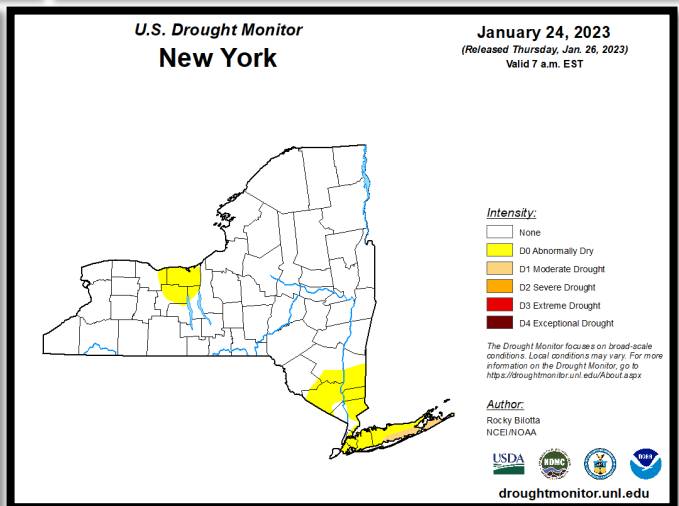 U.S. Drought Monitor
New York
January 24, 2023
(Released Thursday, Jan. 26, 2023)
Valid 7 a.m. EST
Intensity:
None
D0 Abnormally Dry
D1 Moderate Drought
D2 Severe Drought
D3 Extreme Drought
D4 Exceptional Drought
The Drought Monitor focuses on broad-scale
conditions. Local conditions may vary. For more
information on the Drought Monitor, go to
https://droughtmonitor.unl.edu/About.aspx
Author:
Rocky Bilotta
NCEI/NOAA
USDA
NDMC
NOAA
droughtmonitor.unl.edu